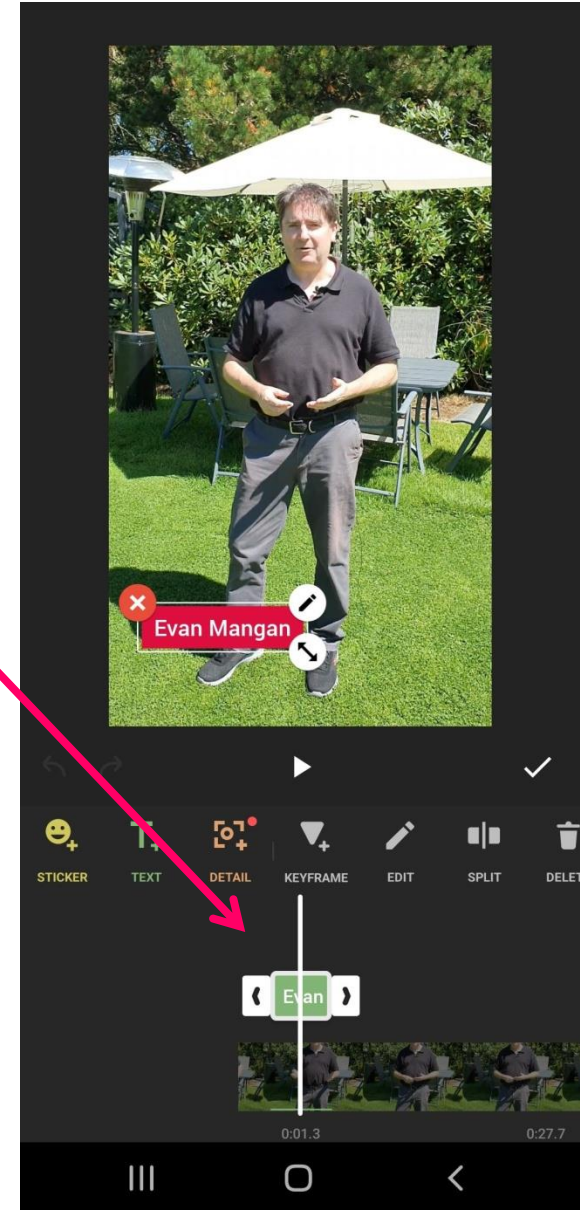 Evan Mangan
STICKER TEXT DETAIL KEYFRAME EDIT SPLIT DELET
Evan
0:01.3 0:27.7